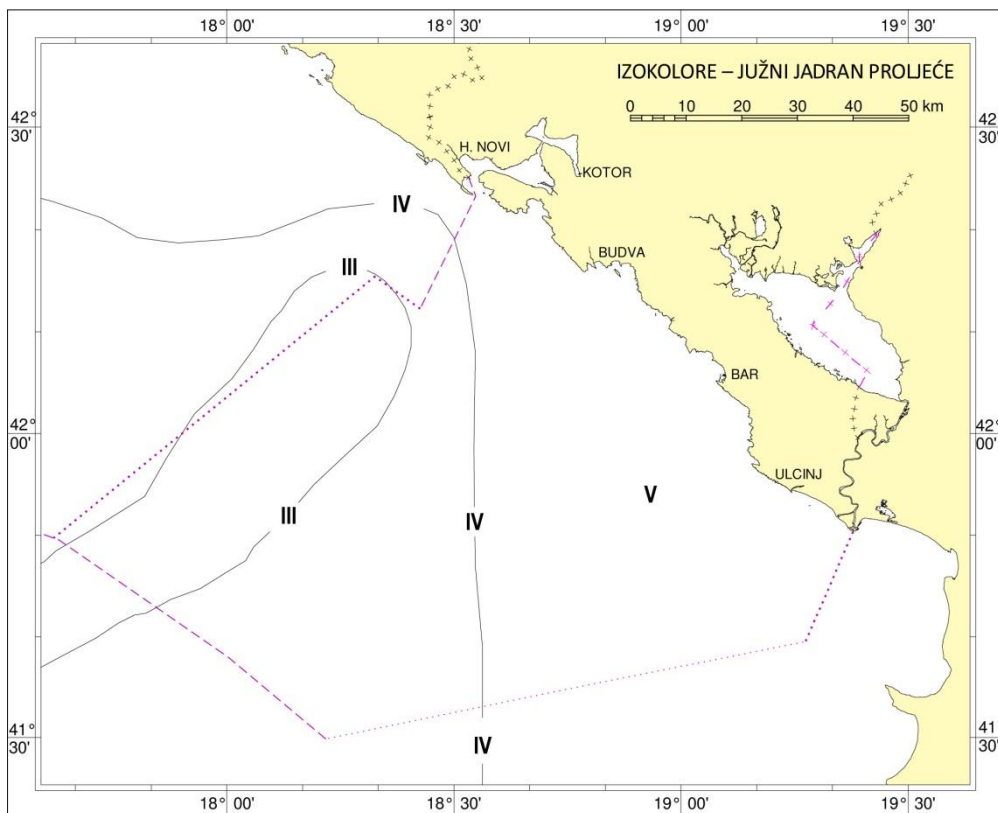 18° 00' 18° 30' 19° 00' 19° 30'
IZOKOLORE – JUŽNI JADRAN PROLJEĆE
0 10 20 30 40 50 km
42° 30' 42° 30'
H. NOVI
KOTOR
IV
BUDVA
III
BAR
42° 00' 42° 00'
ULCINJ
V
III
IV
41° 30' 41° 30'
IV
18° 00' 18° 30' 19° 00' 19° 30'